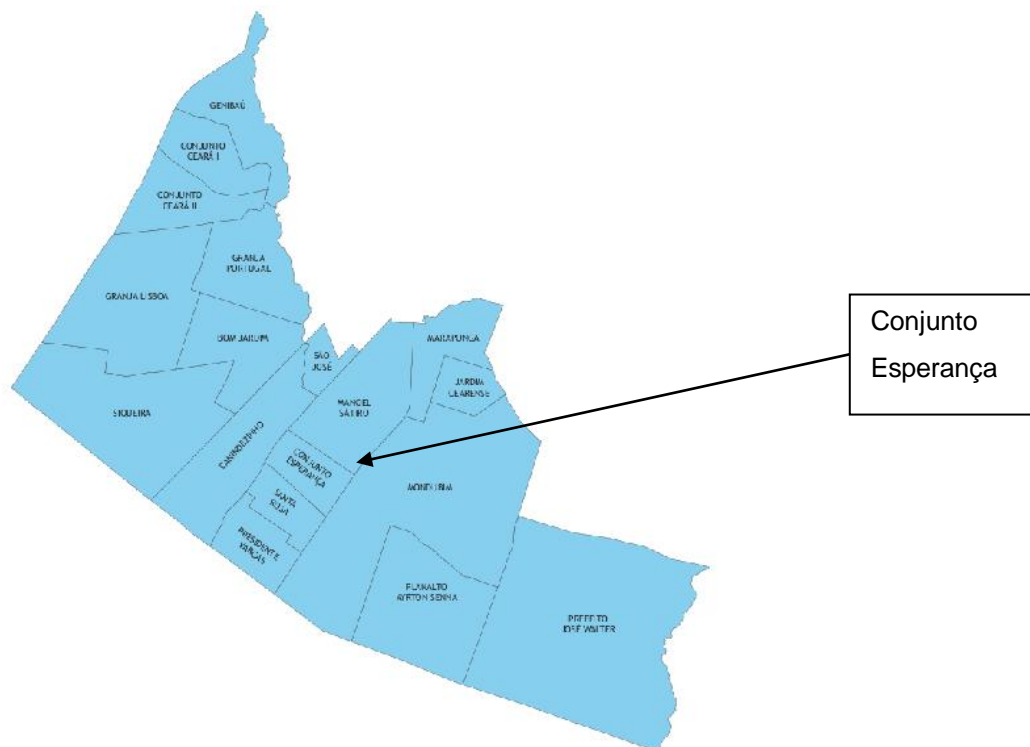 GENIBAÚ
CONJUNTO
CEARÁ I
CONJUNTO
CEARÁ II
GRANJA
PORTUGAL
GRANJA LISBOA
BOM JARDIM
SÃO
JOSÉ
MARAPONGA
JARDIM
CEARENSE
SIQUEIRA
MANOEL
SÁTIRO
CANINDEZINHO
CONJUNTO
ESPERANÇA
MONDUBIM
SANTA
ROSA
PRESIDENTE
VARGAS
PLANALTO
AYRTON SENNA
PREFEITO
JOSÉ WALTER
Conjunto
Esperança